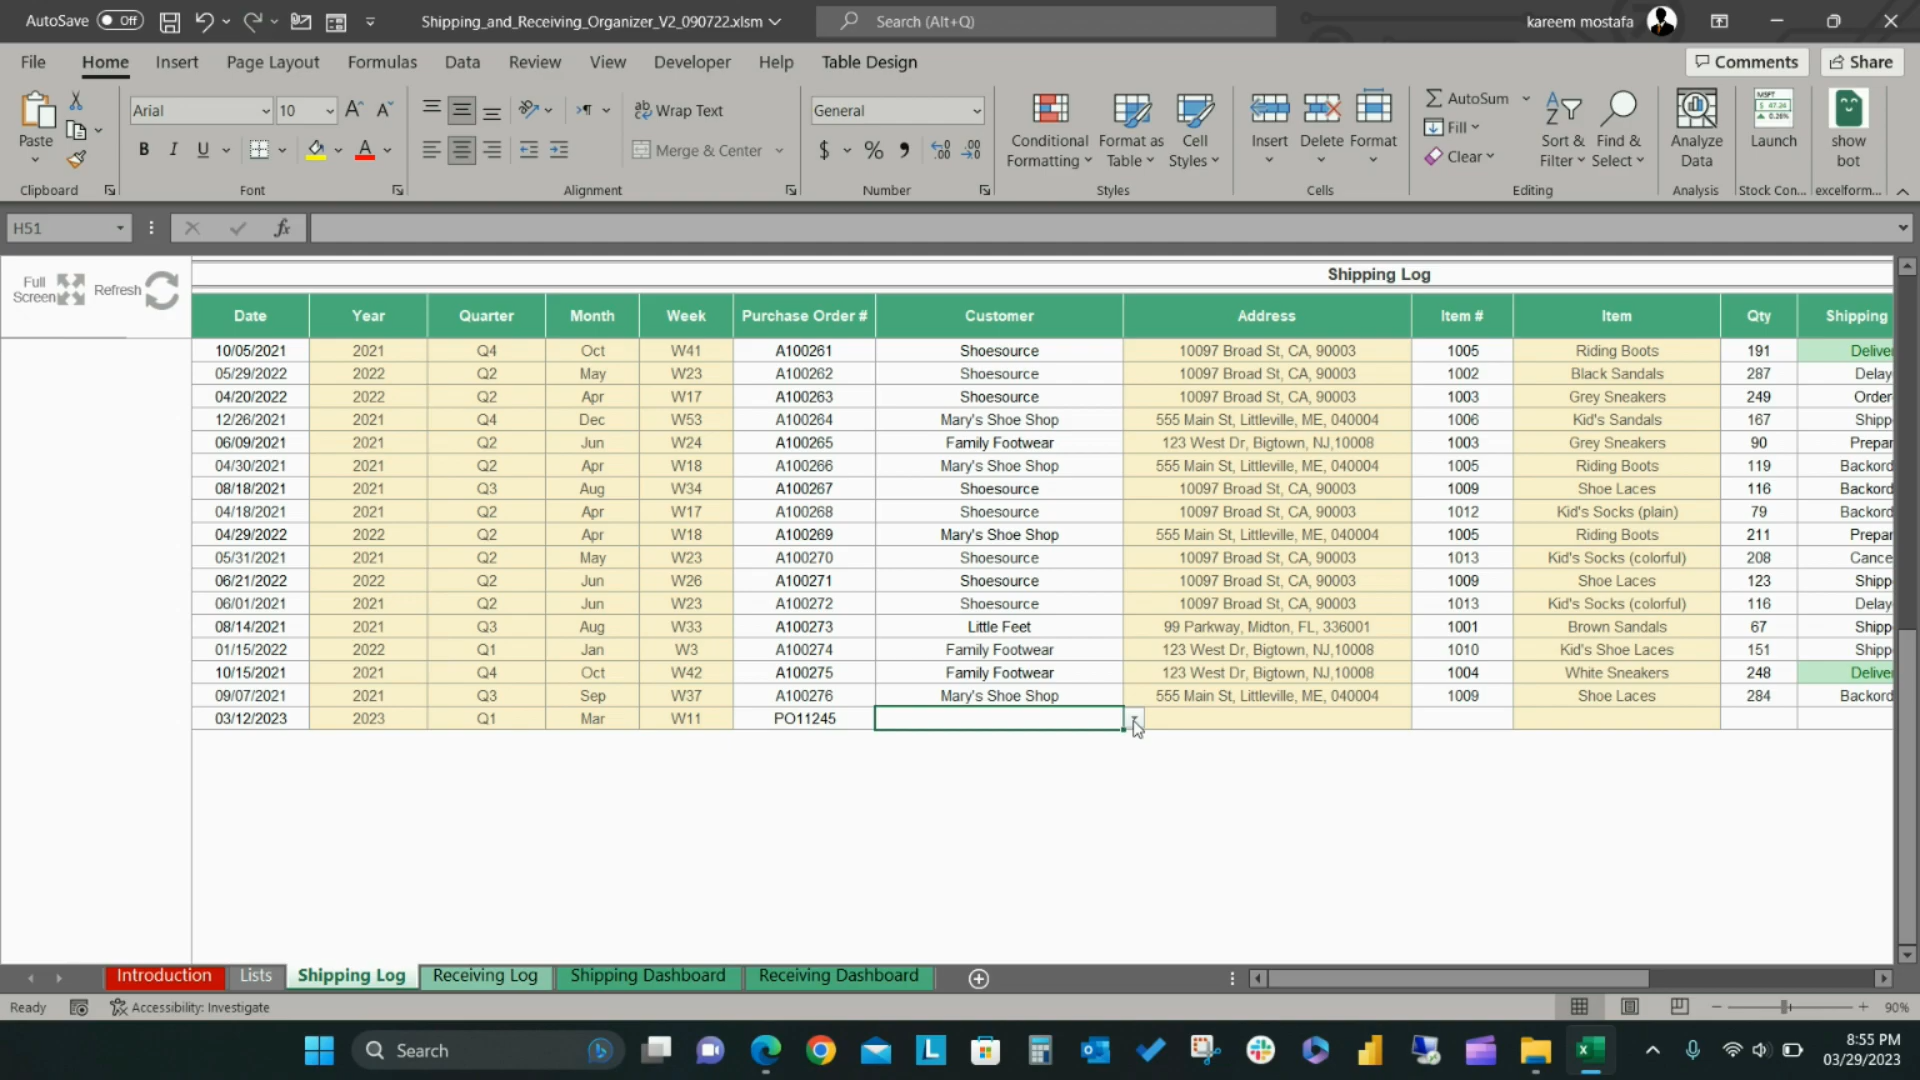 AutoSave Off Shipping_and_Receiving_Organizer_V2_090722.xlsm Search (Alt+Q) kareem mostafa
File Home Insert Page Layout Formulas Data Review View Developer Help Table Design Comments Share
Paste Arial 10 Wrap Text General Conditional Formatting Format as Table Cell Styles Insert Delete Format AutoSum Sort & Filter Find & Select Analyze Data Launch show bot
B I U Merge & Center $ % Fill Clear
Clipboard Font Alignment Number Styles Cells Editing Analysis Stock Con... excelform...
H51 fx
Full Screen Refresh
Shipping Log
Date Year Quarter Month Week Purchase Order # Customer Address Item # Item Qty Shipping
10/05/2021 2021 Q4 Oct W41 A100261 Shoesource 10097 Broad St, CA, 90003 1005 Riding Boots 191 Delive
05/29/2022 2022 Q2 May W23 A100262 Shoesource 10097 Broad St, CA, 90003 1002 Black Sandals 287 Delay
04/20/2022 2022 Q2 Apr W17 A100263 Shoesource 10097 Broad St, CA, 90003 1003 Grey Sneakers 249 Order
12/26/2021 2021 Q4 Dec W53 A100264 Mary's Shoe Shop 555 Main St, Littleville, ME, 040004 1006 Kid's Sandals 167 Shipp
06/09/2021 2021 Q2 Jun W24 A100265 Family Footwear 123 West Dr, Bigtown, NJ,10008 1003 Grey Sneakers 90 Prepar
04/30/2021 2021 Q2 Apr W18 A100266 Mary's Shoe Shop 555 Main St, Littleville, ME, 040004 1005 Riding Boots 119 Backord
08/18/2021 2021 Q3 Aug W34 A100267 Shoesource 10097 Broad St, CA, 90003 1009 Shoe Laces 116 Backord
04/18/2021 2021 Q2 Apr W17 A100268 Shoesource 10097 Broad St, CA, 90003 1012 Kid's Socks (plain) 79 Backord
04/29/2022 2022 Q2 Apr W18 A100269 Mary's Shoe Shop 555 Main St, Littleville, ME, 040004 1005 Riding Boots 211 Prepar
05/31/2021 2021 Q2 May W23 A100270 Shoesource 10097 Broad St, CA, 90003 1013 Kid's Socks (colorful) 208 Cance
06/21/2022 2022 Q2 Jun W26 A100271 Shoesource 10097 Broad St, CA, 90003 1009 Shoe Laces 123 Shipp
06/01/2021 2021 Q2 Jun W23 A100272 Shoesource 10097 Broad St, CA, 90003 1013 Kid's Socks (colorful) 116 Delay
08/14/2021 2021 Q3 Aug W33 A100273 Little Feet 99 Parkway, Midton, FL, 336001 1001 Brown Sandals 67 Shipp
01/15/2022 2022 Q1 Jan W3 A100274 Family Footwear 123 West Dr, Bigtown, NJ,10008 1010 Kid's Shoe Laces 151 Shipp
10/15/2021 2021 Q4 Oct W42 A100275 Family Footwear 123 West Dr, Bigtown, NJ,10008 1004 White Sneakers 248 Delive
09/07/2021 2021 Q3 Sep W37 A100276 Mary's Shoe Shop 555 Main St, Littleville, ME, 040004 1009 Shoe Laces 284 Backord
03/12/2023 2023 Q1 Mar W11 PO11245
Introduction Lists Shipping Log Receiving Log Shipping Dashboard Receiving Dashboard
Ready Accessibility: Investigate 90%
Search 8:55 PM
03/29/2023